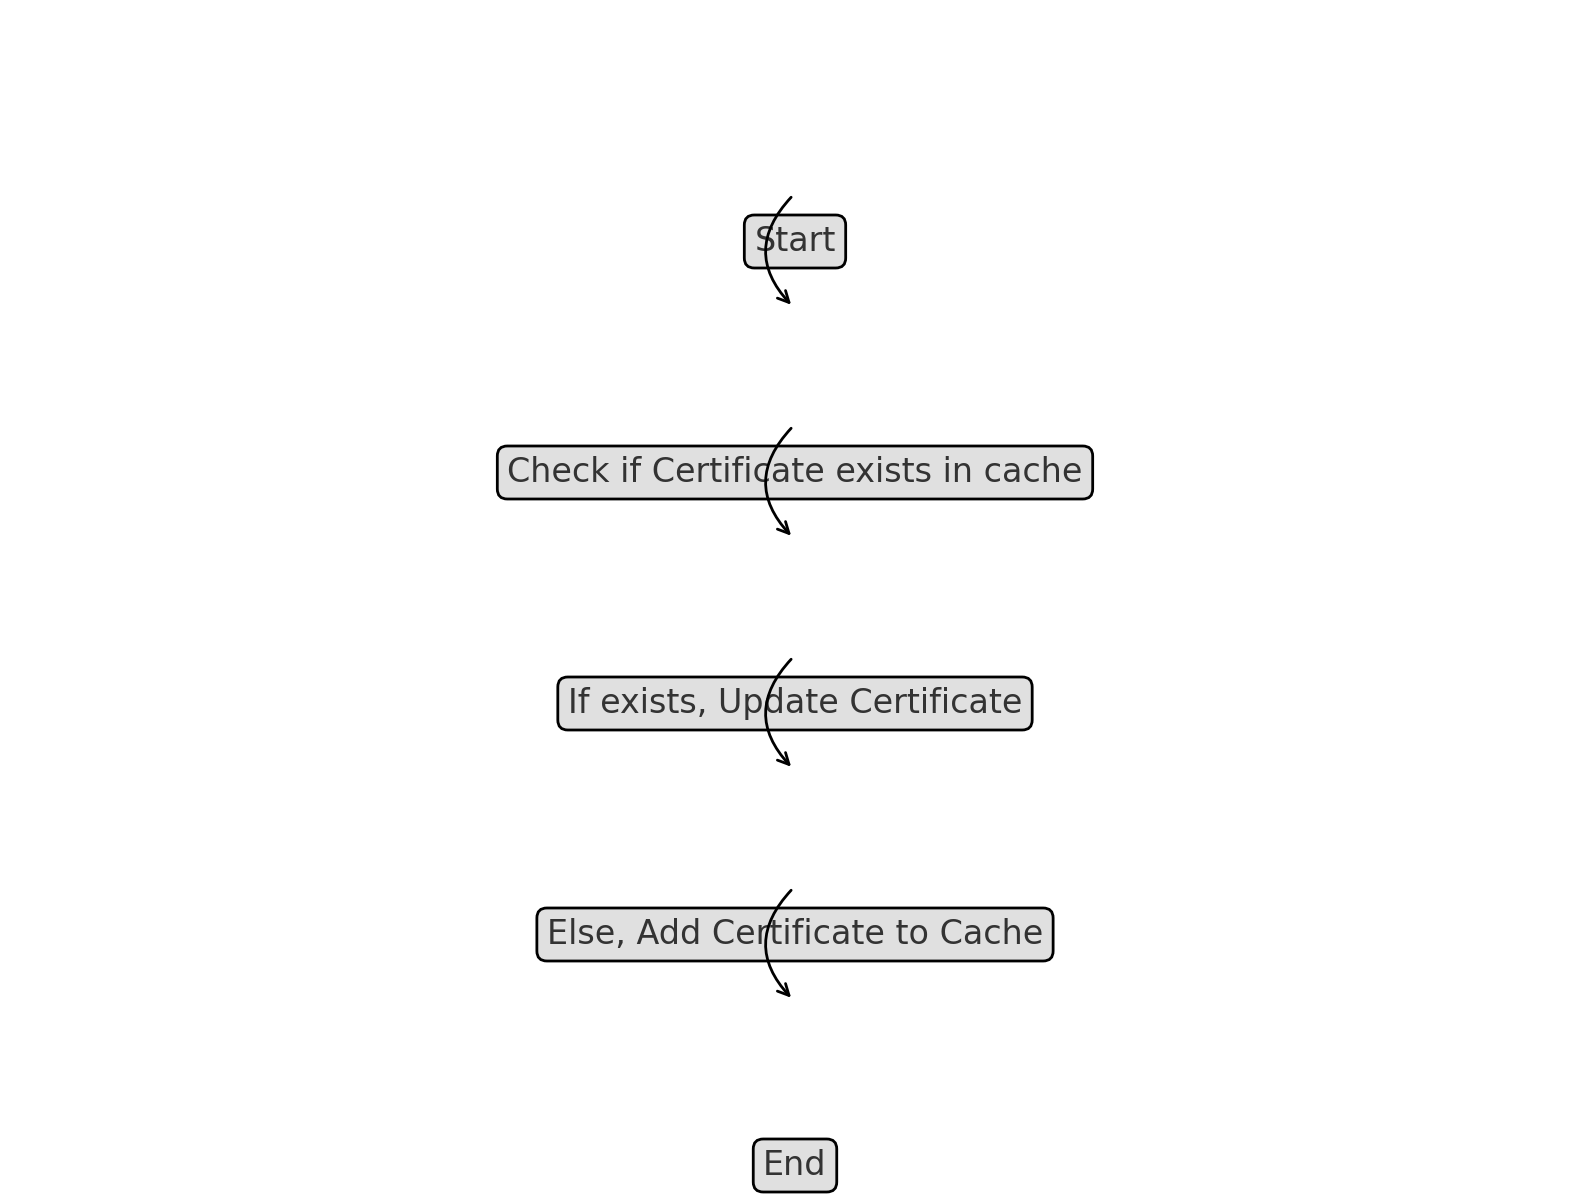 Start
Check if Certificate exists in cache
If exists, Update Certificate
Else, Add Certificate to Cache
End